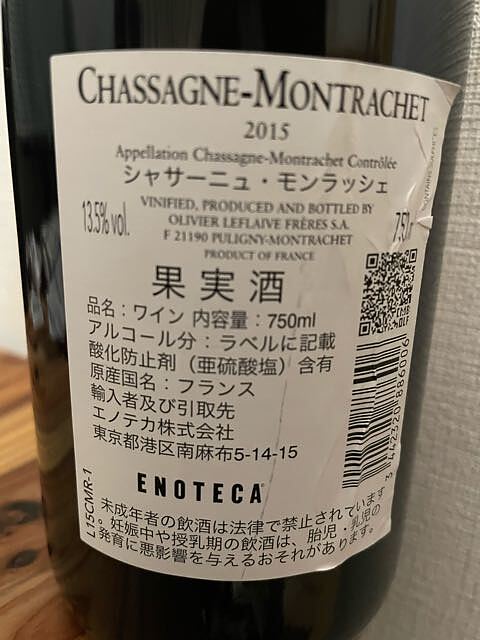 CHASSAGNE-MONTRACHET
2015
Appellation Chassagne-Montrachet Contrôlée
シャサーニュ・モンラッシェ
VINIFIED, PRODUCED AND BOTTLED BY
OLIVIER LEFLAIVE FRÈRES S.A.
F 21190 PULIGNY-MONTRACHET
PRODUCT OF FRANCE
13.5% vol.
果実酒
品名：ワイン 内容量：750ml
アルコール分：ラベルに記載
酸化防止剤（亜硫酸塩）含有
原産国名：フランス
輸入者及び引取先
エノテカ株式会社
東京都港区南麻布5-14-15
ENOTECA
未成年者の飲酒は法律で禁止されています
。妊娠中や授乳期の飲酒は、胎児・乳児の
発育に悪影響を与えるおそれがあります。
L15CMR-1
3 442320 886006